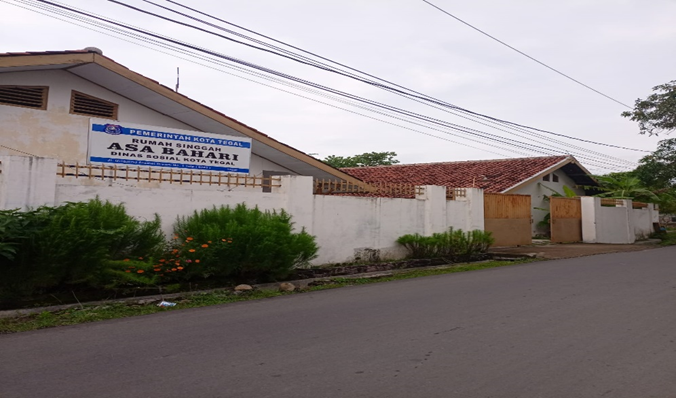 PEMERINTAH KOTA TEGAL
RUMAH SINGGAH
ASA BAHARI
DINAS SOSIAL KOTA TEGAL